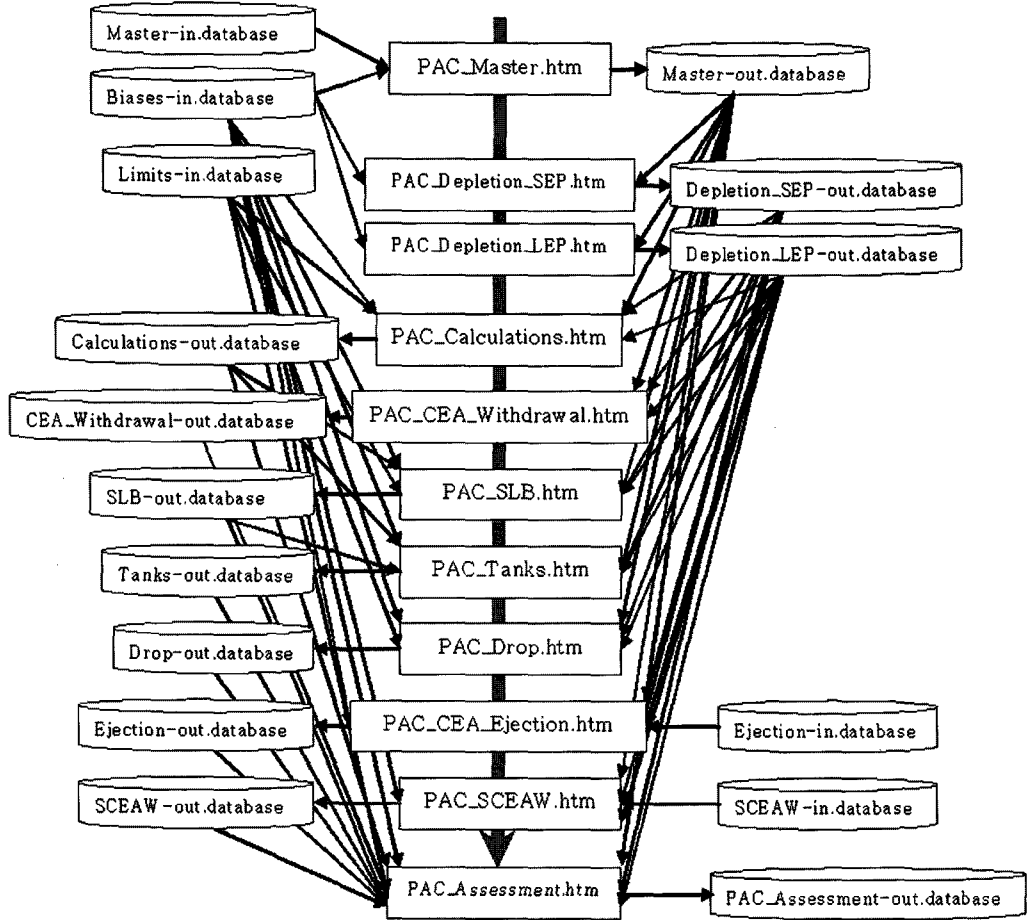 Master-in.database
PAC_Master.htm
Master-out.database
Biases-in.database
Limits-in.database
PAC_Depletion_SEP.htm
Depletion_SEP-out.database
PAC_Depletion_LEP.htm
Depletion_LEP-out.database
Calculations-out.database
PAC_Calculations.htm
CEA_Withdrawal-out.database
PAC_CEA_Withdrawal.htm
SLB-out.database
PAC_SLB.htm
Tanks-out.database
PAC_Tanks.htm
Drop-out.database
PAC_Drop.htm
Ejection-out.database
PAC_CEA_Ejection.htm
Ejection-in.database
SCEAW-out.database
PAC_SCEAW.htm
SCEAW-in.database
PAC_Assessment.htm
PAC_Assessment-out.database